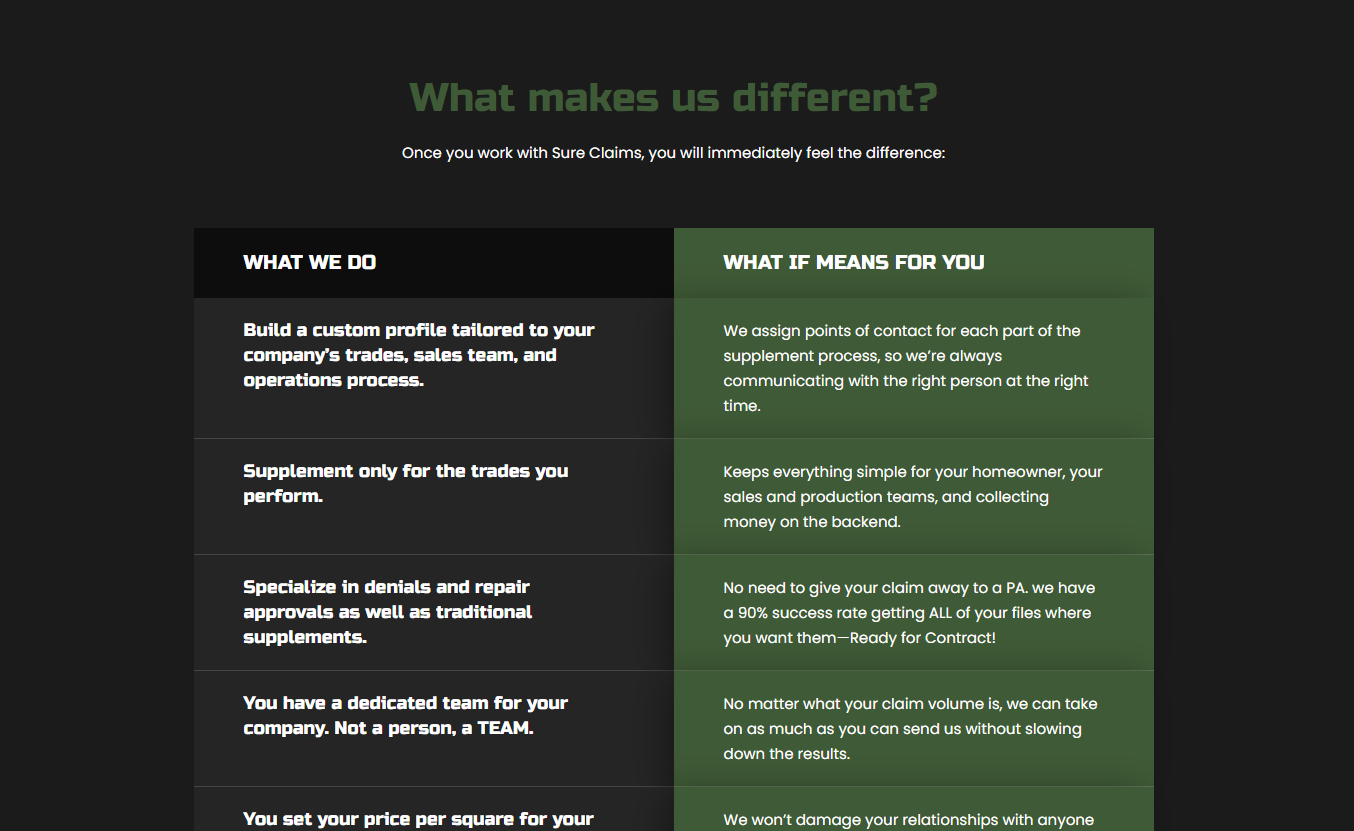 What makes us different?
Once you work with Sure Claims, you will immediately feel the difference:
WHAT WE DO
WHAT IF MEANS FOR YOU
Build a custom profile tailored to your
company's trades, sales team, and
operations process.
We assign points of contact for each part of the
supplement process, so we're always
communicating with the right person at the right
time.
Supplement only for the trades you
perform.
Keeps everything simple for your homeowner, your
sales and production teams, and collecting
money on the backend.
Specialize in denials and repair
approvals as well as traditional
supplements.
No need to give your claim away to a PA. we have
a 90% success rate getting ALL of your files where
you want them—Ready for Contract!
You have a dedicated team for your
company. Not a person, a TEAM.
No matter what your claim volume is, we can take
on as much as you can send us without slowing
down the results.
You set your price per square for your
We won't damage your relationships with anyone